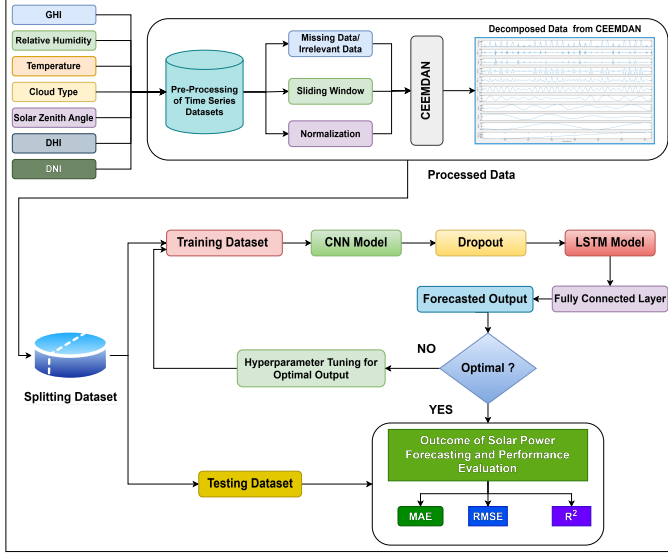 GHI
Relative Humidity
Temperature
Cloud Type
Solar Zenith Angle
DHI
DNI
Pre-Processing
of Time Series
Datasets
Missing Data/
Irrelevant Data
Sliding Window
Normalization
CEEMDAN
Decomposed Data from CEEMDAN
Processed Data
Training Dataset
CNN Model
Dropout
LSTM Model
Fully Connected Layer
Forecasted Output
Optimal ?
NO
Hyperparameter Tuning for
Optimal Output
YES
Splitting Dataset
Testing Dataset
Outcome of Solar Power
Forecasting and Performance
Evaluation
MAE
RMSE
R²